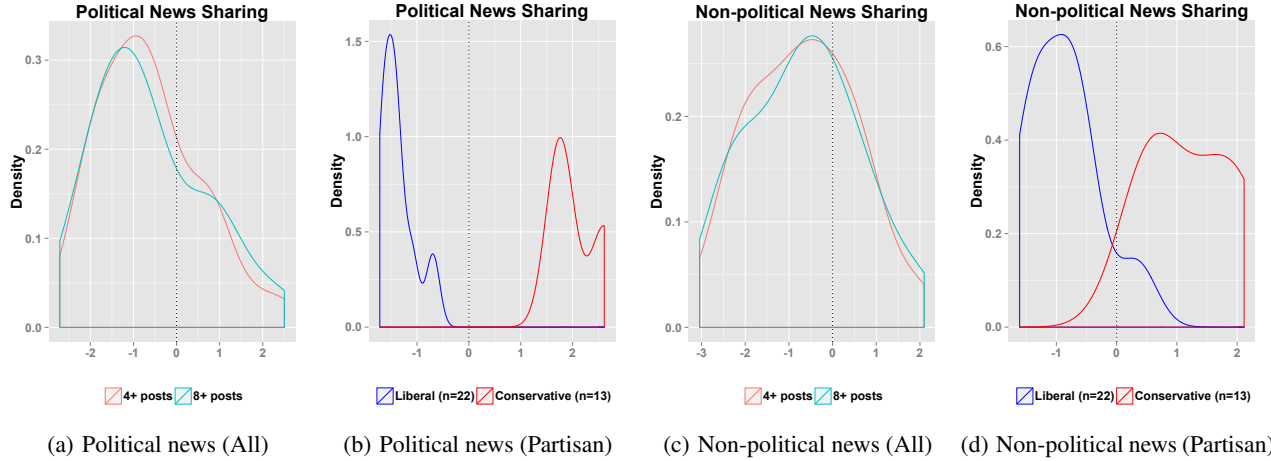 Political News Sharing
Density
0.3
0.2
0.1
0.0
-2 -1 0 1 2
4+ posts 8+ posts
(a) Political news (All)
Political News Sharing
Density
1.5
1.0
0.5
0.0
-1 0 1 2
Liberal (n=22) Conservative (n=13)
(b) Political news (Partisan)
Non-political News Sharing
Density
0.2
0.1
0.0
-3 -2 -1 0 1 2
4+ posts 8+ posts
(c) Non-political news (All)
Non-political News Sharing
Density
0.6
0.4
0.2
0.0
-1 0 1 2
Liberal (n=22) Conservative (n=13)
(d) Non-political news (Partisan)